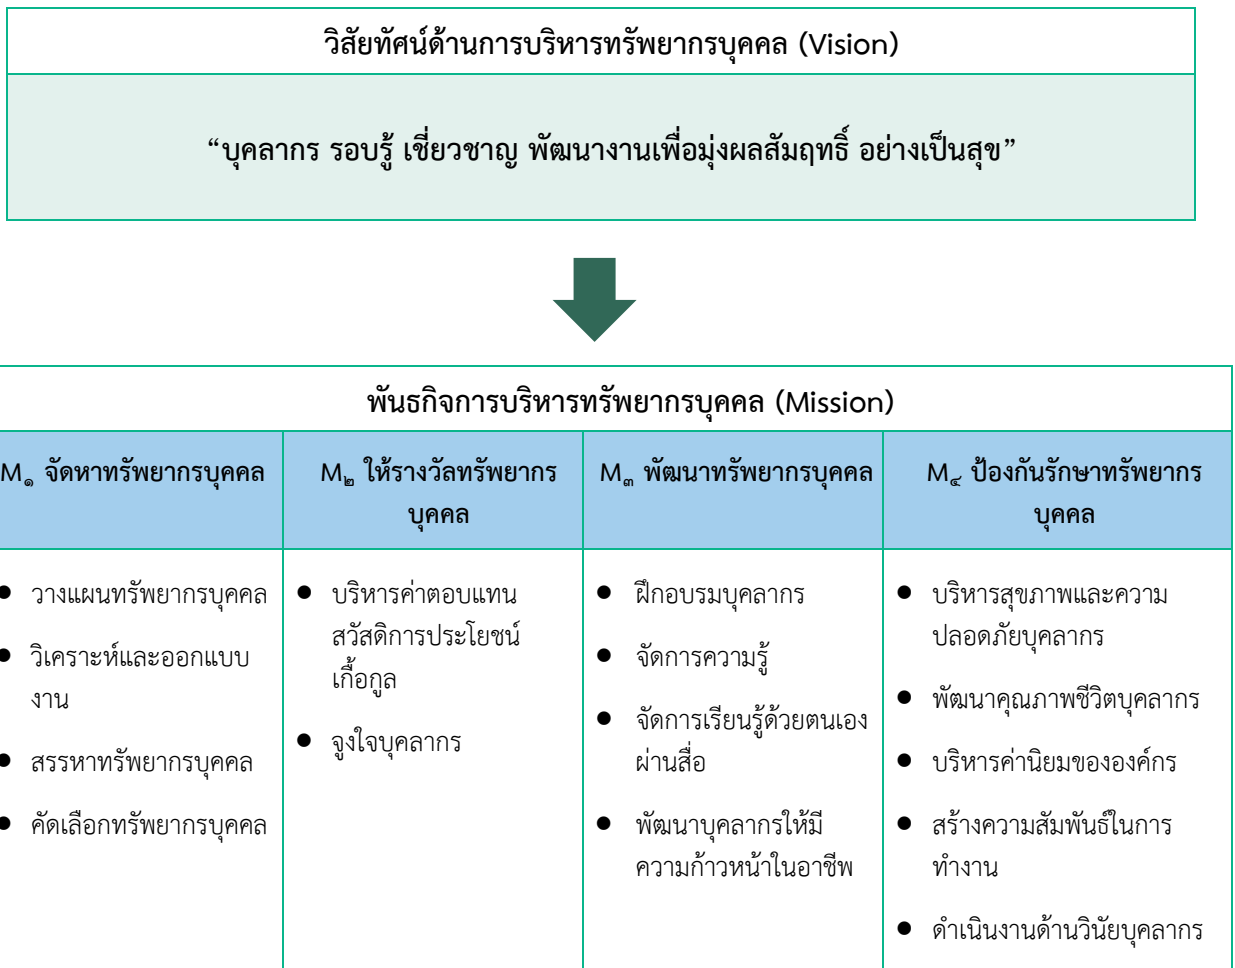 วิสัยทัศน์ด้านการบริหารทรัพยากรบุคคล (Vision)
“บุคลากร รอบรู้ เชี่ยวชาญ พัฒนางานเพื่อมุ่งผลสัมฤทธิ์ อย่างเป็นสุข”
พันธกิจการบริหารทรัพยากรบุคคล (Mission)
M๑ จัดหาทรัพยากรบุคคล
● วางแผนทรัพยากรบุคคล
● วิเคราะห์และออกแบบ
งาน
● สรรหาทรัพยากรบุคคล
● คัดเลือกทรัพยากรบุคคล
M๒ ให้รางวัลทรัพยากร
บุคคล
● บริหารค่าตอบแทน
สวัสดิการประโยชน์
เกื้อกูล
● จูงใจบุคลากร
M๓ พัฒนาทรัพยากรบุคคล
● ฝึกอบรมบุคลากร
● จัดการความรู้
● จัดการเรียนรู้ด้วยตนเอง
ผ่านสื่อ
● พัฒนาบุคลากรให้มี
ความก้าวหน้าในอาชีพ
M๔ ป้องกันรักษาทรัพยากร
บุคคล
● บริหารสุขภาพและความ
ปลอดภัยบุคลากร
● พัฒนาคุณภาพชีวิตบุคลากร
● บริหารค่านิยมขององค์กร
● สร้างความสัมพันธ์ในการ
ทำงาน
● ดำเนินงานด้านวินัยบุคลากร